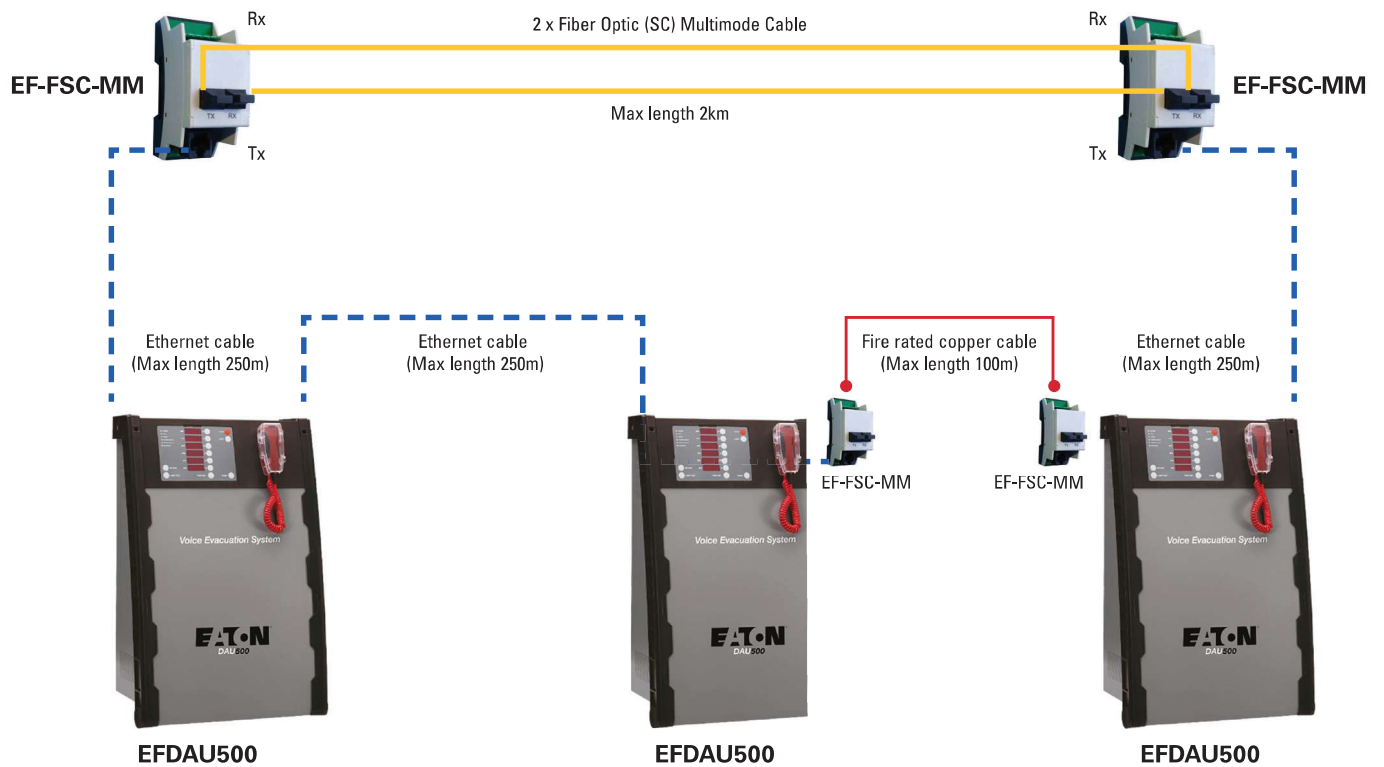 Rx
2 x Fiber Optic (SC) Multimode Cable
Rx
EF-FSC-MM
EF-FSC-MM
TX RX
Max length 2km
TX RX
Tx
Tx
Ethernet cable
(Max length 250m)
Ethernet cable
(Max length 250m)
Fire rated copper cable
(Max length 100m)
Ethernet cable
(Max length 250m)
EF-FSC-MM
EF-FSC-MM
Voice Evacuation System
Voice Evacuation System
Voice Evacuation System
EATON
DAU500
EATON
DAU500
EATON
DAU500
EFDAU500
EFDAU500
EFDAU500